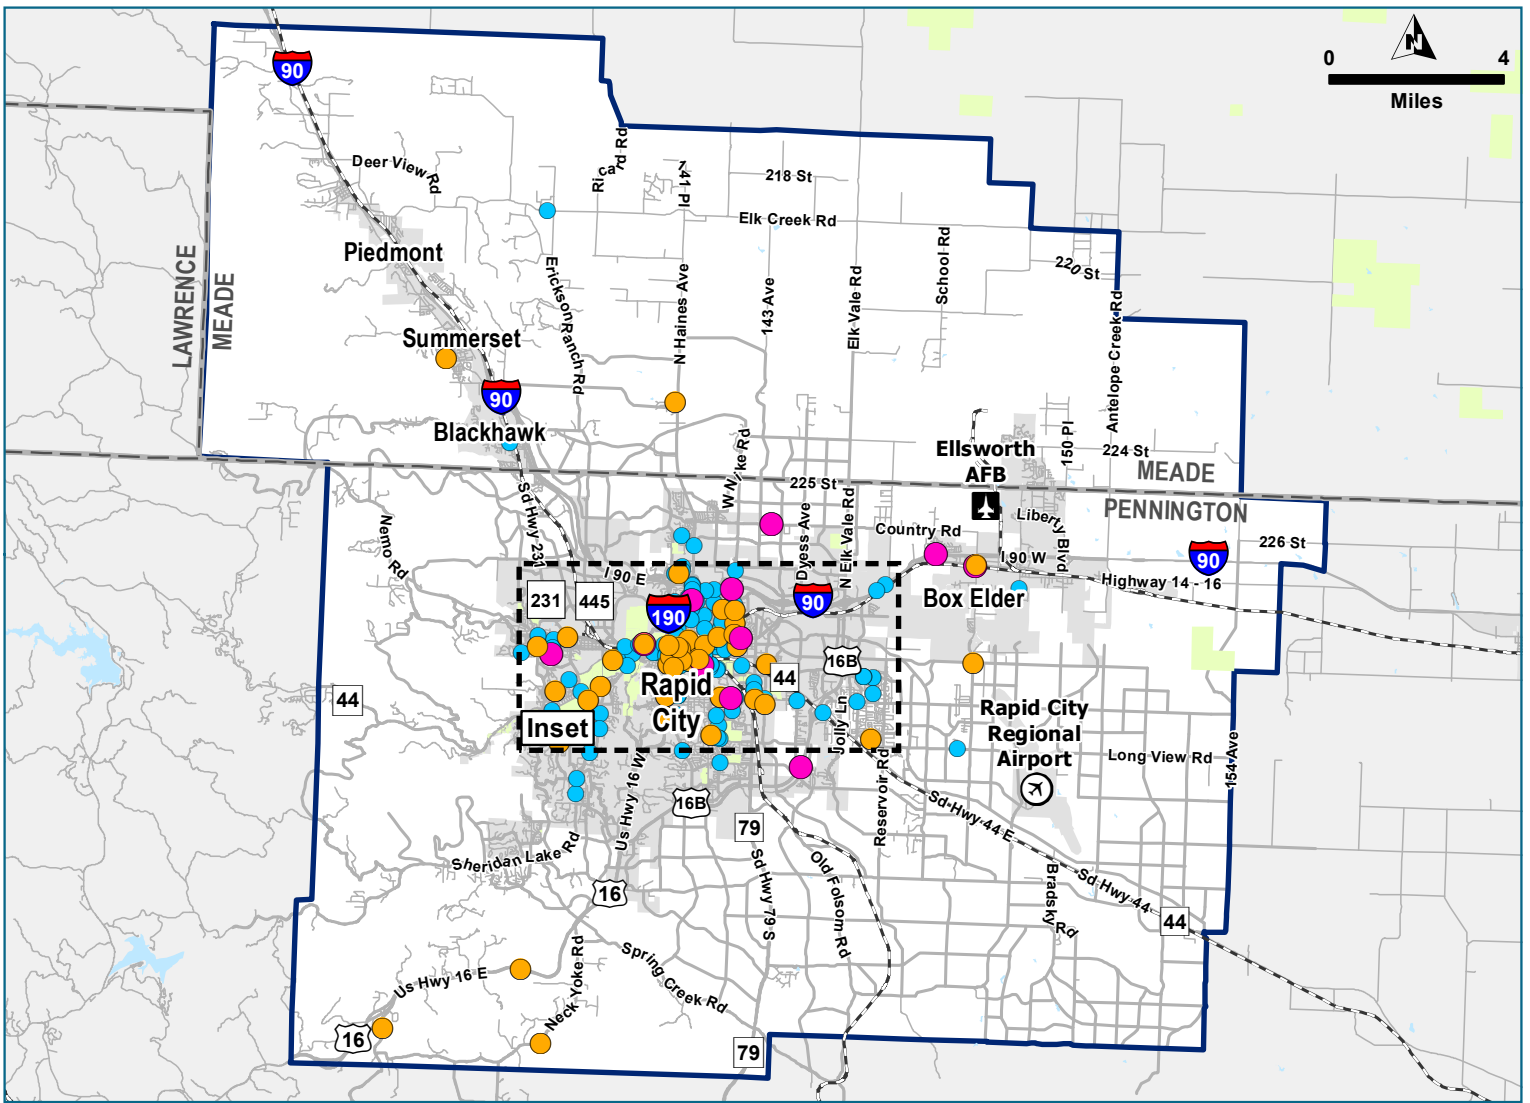 N
0 4
Miles
90
Deer View Rd
Ricard Rd
141 Pl
218 St
Elk Creek Rd
School Rd
220 St
Piedmont
LAWRENCE
MEADE
Erickson Ranch Rd
N Haines Ave
143 Ave
Elk Vale Rd
Antelope Creek Rd
Summerset
90
Blackhawk
W Nike Rd
Ellsworth
AFB
150 Pl
224 St
MEADE
PENNINGTON
225 St
Sd Hwy 231
Nemo Rd
Dyess Ave
N Elk Vale Rd
Country Rd
Liberty Blvd
226 St
I 90 W
90
Highway 14 - 16
I 90 E
231
445
190
90
Box Elder
16B
44
44
Rapid
City
Inset
Jolly Ln
Rapid City
Regional
Airport
Long View Rd
154 Ave
Us Hwy 16 W
16B
79
Reservoir Rd
Sd Hwy 44 E
Sheridan Lake Rd
16
Sd Hwy 79 S
Old Folsom Rd
Bradsky Rd
Sd Hwy 44
44
Us Hwy 16 E
Neck Yoke Rd
Spring Creek Rd
16
79